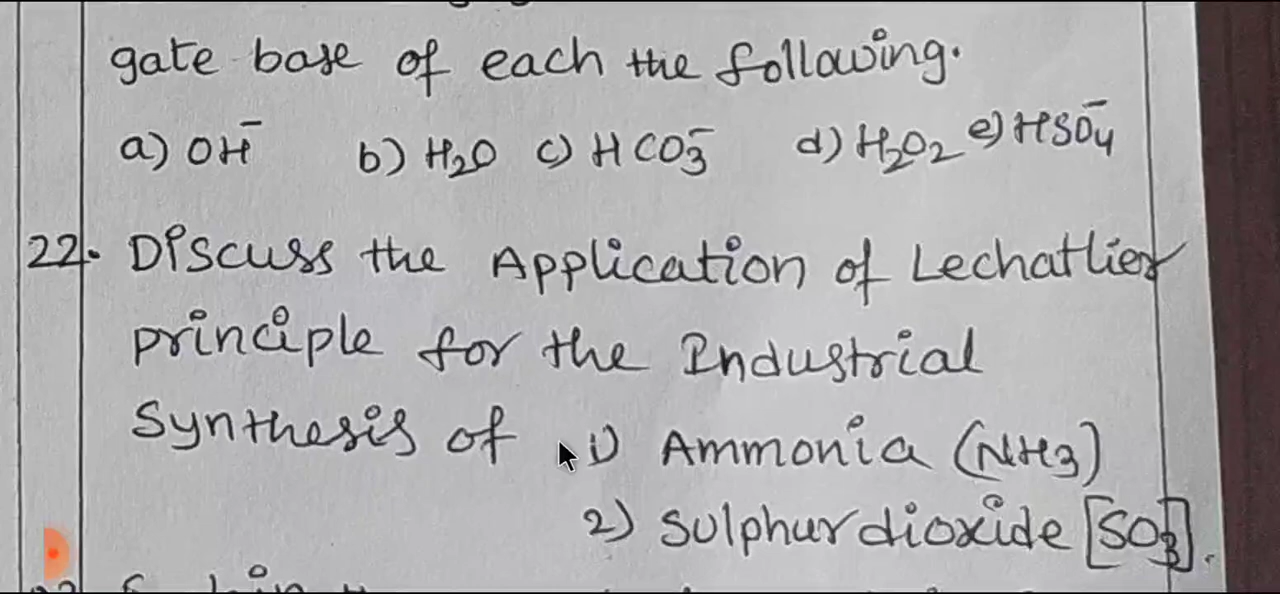 gate base of each the following.
a) OH⁻ b) H₂O c) HCO₃⁻ d) H₂O₂ e) HSO₄⁻
22. Discuss the Application of Lechatlier
principle for the Industrial
Synthesis of 1) Ammonia (NH₃)
2) Sulphur dioxide [SO₃].